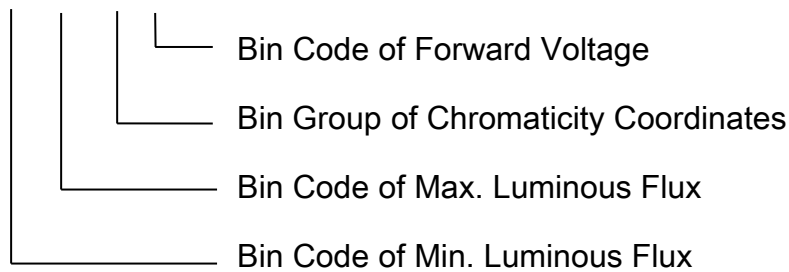 Bin Code of Forward Voltage
Bin Group of Chromaticity Coordinates
Bin Code of Max. Luminous Flux
Bin Code of Min. Luminous Flux